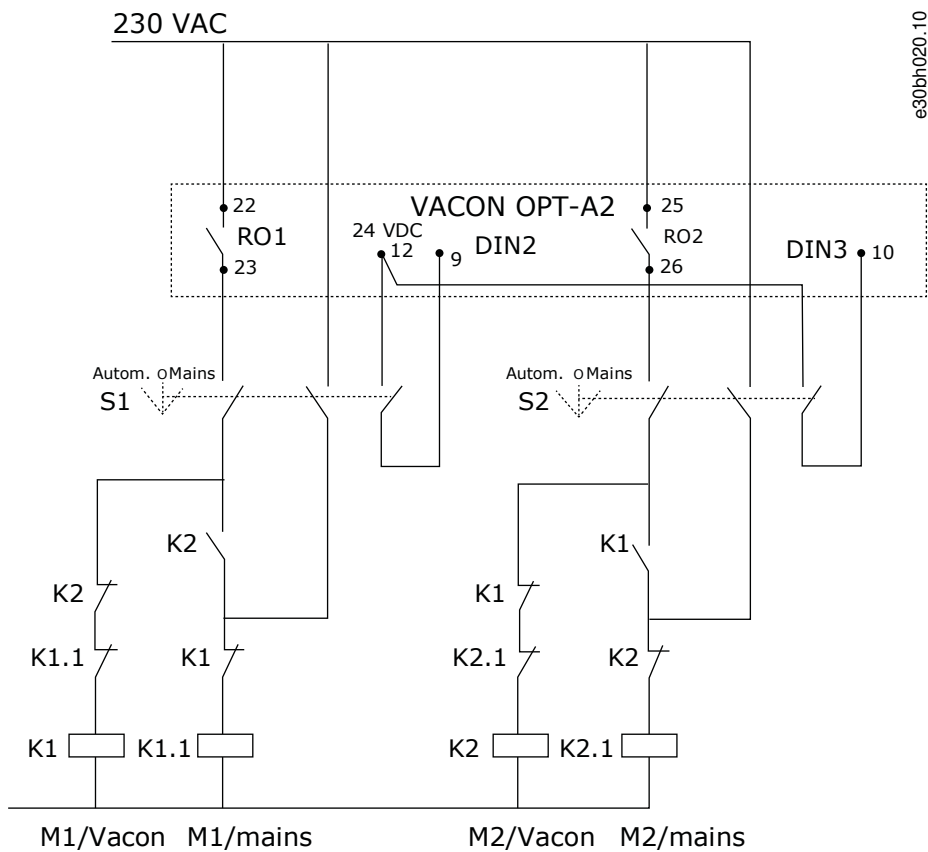 230 VAC
e30bh020.10
VACON OPT-A2
22
RO1
23
24 VDC
12
9
DIN2
25
RO2
26
DIN3
10
Autom. O Mains
S1
Autom. O Mains
S2
K2
K1
K2
K1
K1.1
K1
K2.1
K2
K1
K1.1
K2
K2.1
M1/Vacon
M1/mains
M2/Vacon
M2/mains